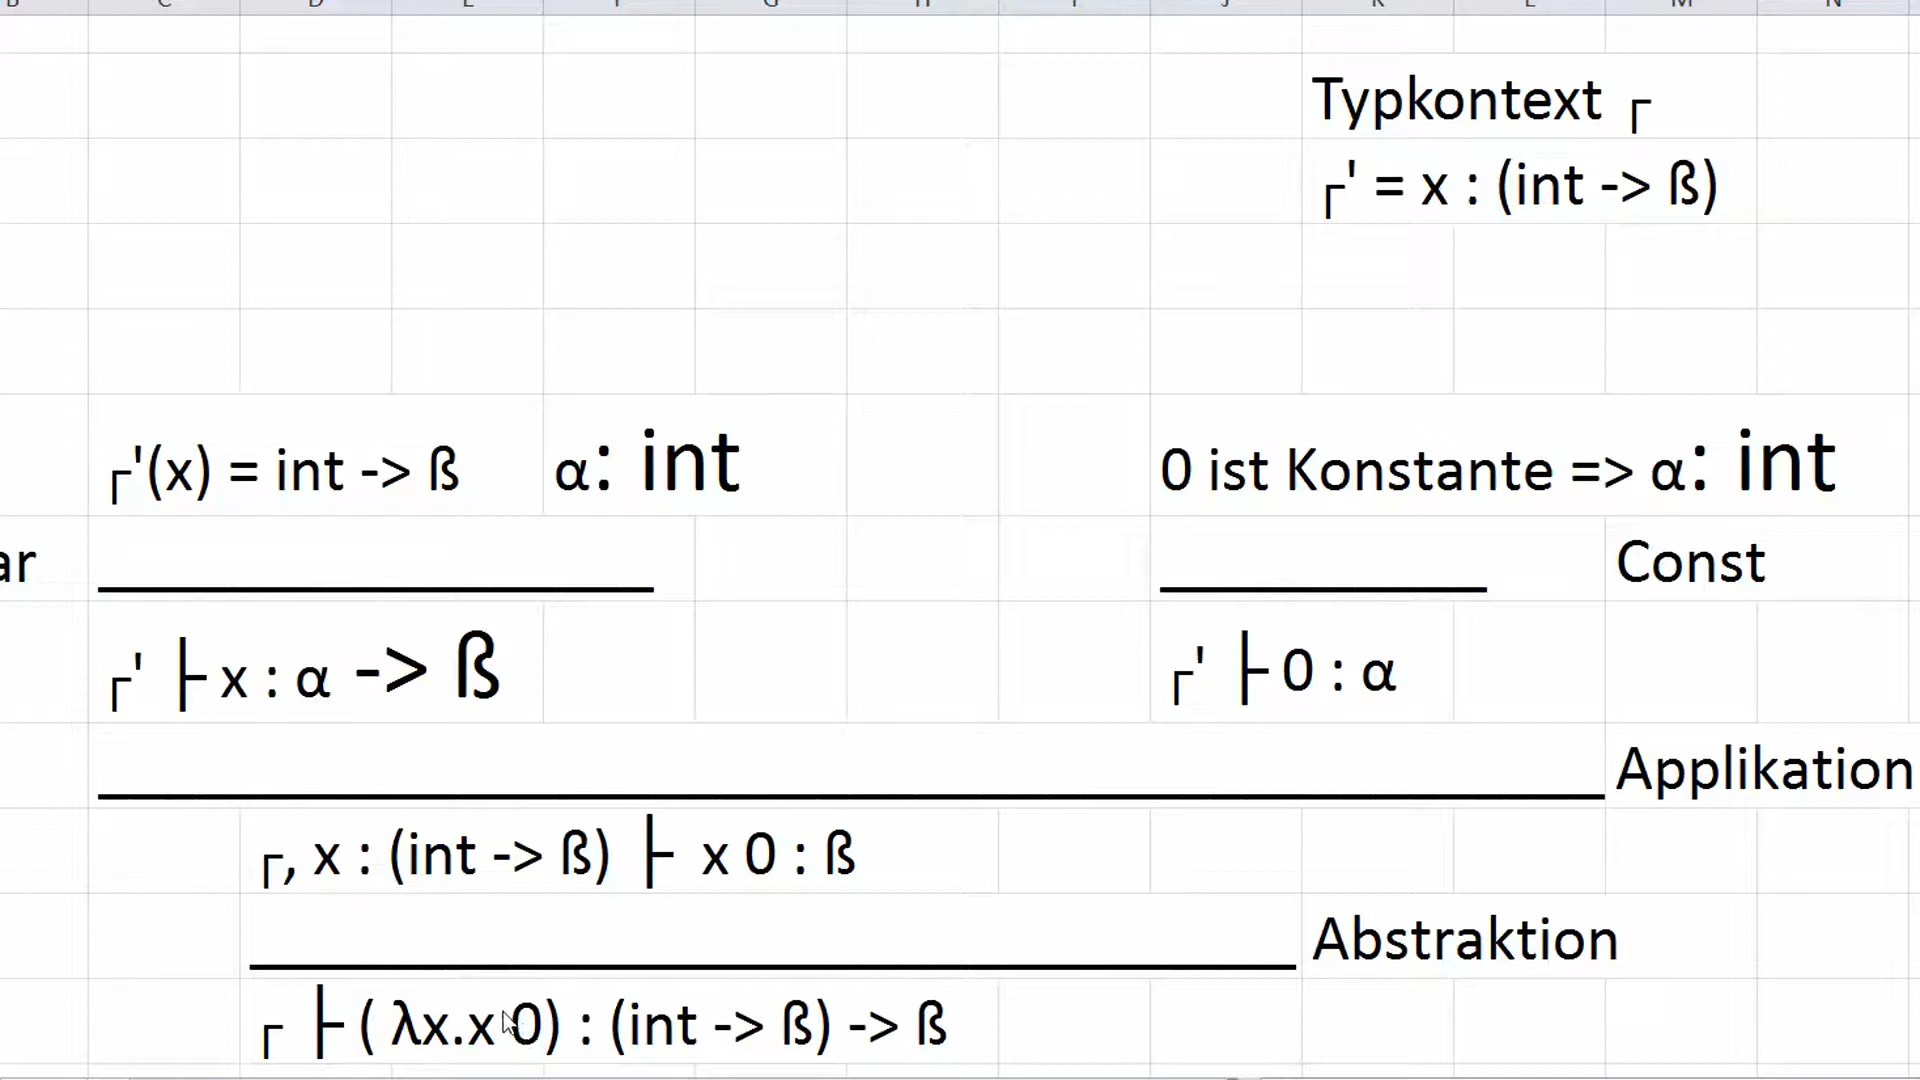 Typkontext ┌
┌' = x : (int -> ß)
┌'(x) = int -> ß α: int 0 ist Konstante => α: int
ar Const
┌' ├ x : α -> ß ┌' ├ 0 : α
Applikation
┌, x : (int -> ß) ├ x 0 : ß
Abstraktion
┌ ├ ( λx.x 0) : (int -> ß) -> ß